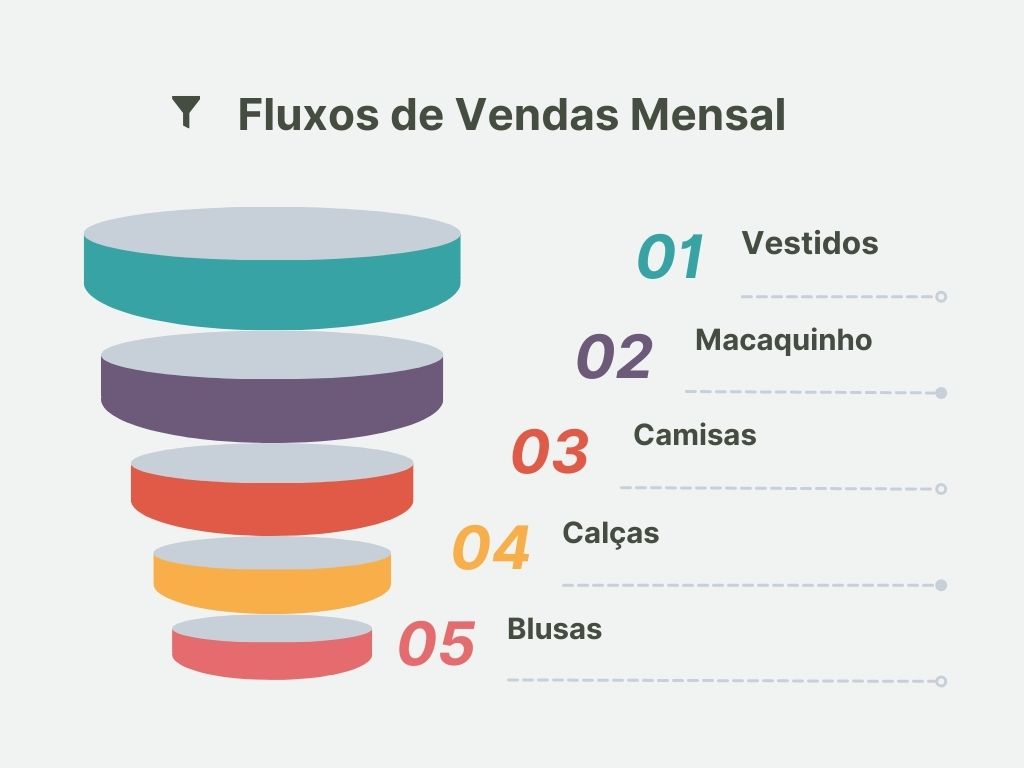 Fluxos de Vendas Mensal
01 Vestidos
02 Macaquinho
03 Camisas
04 Calças
05 Blusas